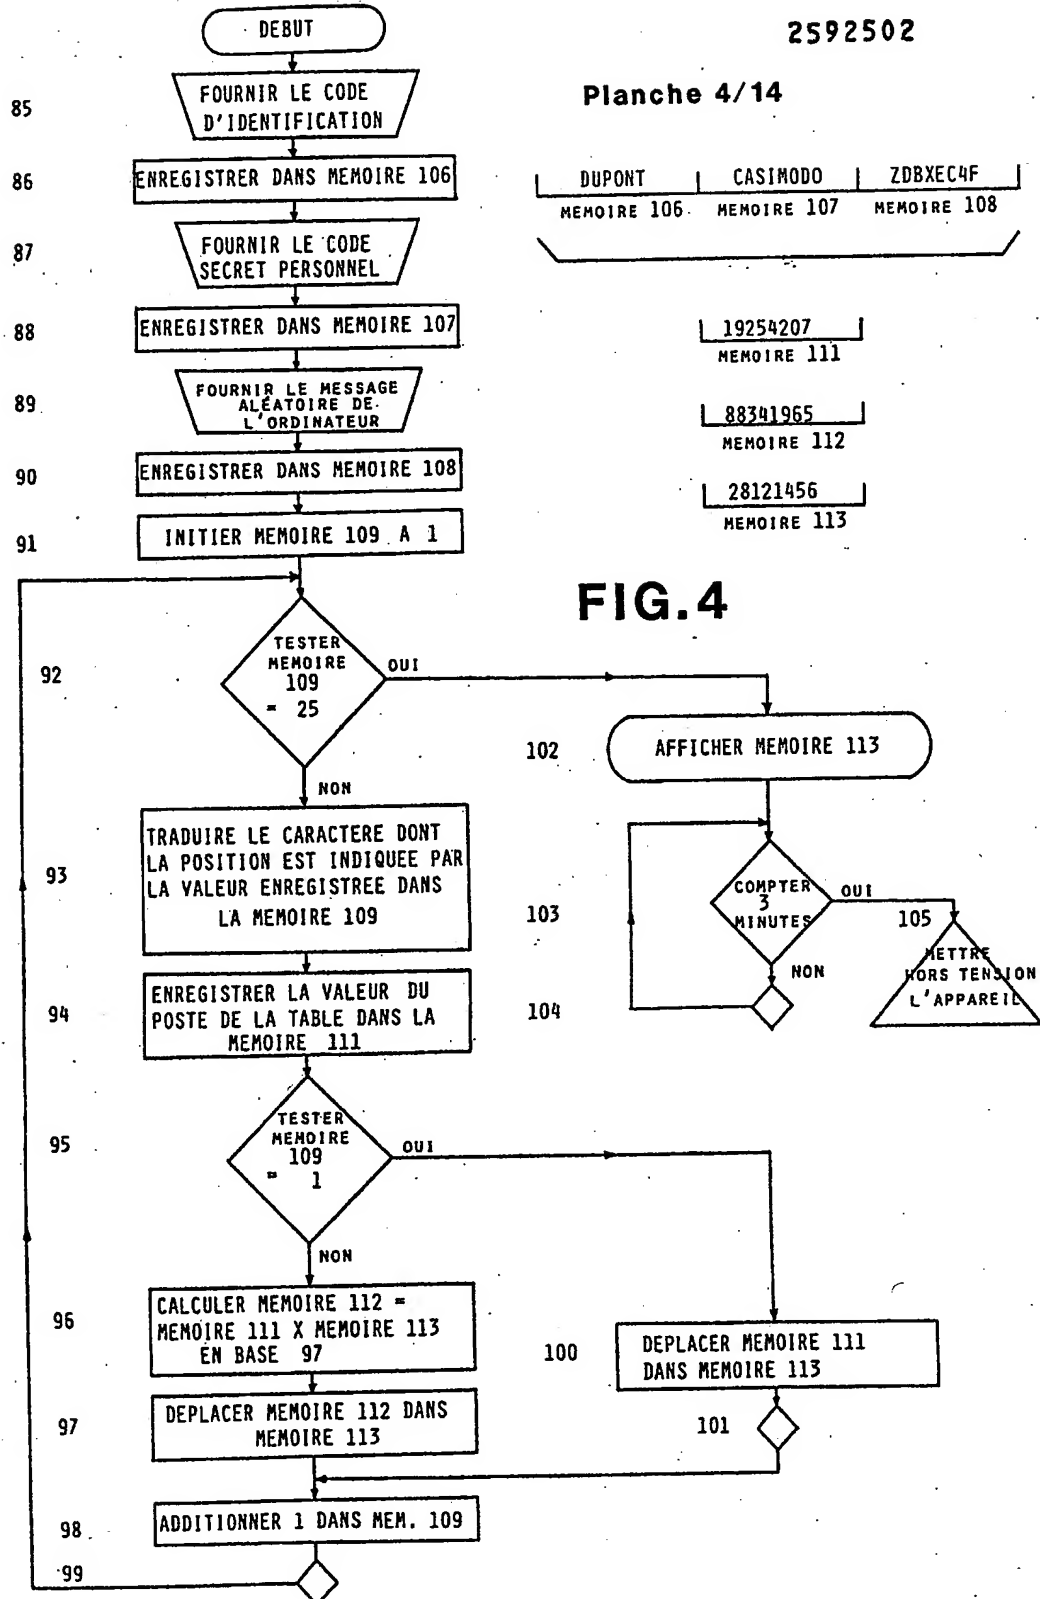 2592502
Planche 4/14
DEBUT
85
FOURNIR LE CODE
D'IDENTIFICATION
86
ENREGISTRER DANS MEMOIRE 106
87
FOURNIR LE CODE
SECRET PERSONNEL
88
ENREGISTRER DANS MEMOIRE 107
89
FOURNIR LE MESSAGE
ALÉATOIRE DE
L'ORDINATEUR
90
ENREGISTRER DANS MEMOIRE 108
91
INITIER MEMOIRE 109 A 1
DUPONT CASIMODO ZDBXEC4F
MEMOIRE 106 MEMOIRE 107 MEMOIRE 108
19254207
MEMOIRE 111
88341965
MEMOIRE 112
28121456
MEMOIRE 113
FIG.4
92
TESTER
MEMOIRE
109
= 25
OUI
NON
102
AFFICHER MEMOIRE 113
93
TRADUIRE LE CARACTERE DONT
LA POSITION EST INDIQUEE PAR
LA VALEUR ENREGISTREE DANS
LA MEMOIRE 109
103
COMPTER
3
MINUTES
OUI
NON
105
METTRE
HORS TENSION
L'APPAREIL
104
94
ENREGISTRER LA VALEUR DU
POSTE DE LA TABLE DANS LA
MEMOIRE 111
95
TESTER
MEMOIRE
109
= 1
OUI
NON
96
CALCULER MEMOIRE 112 =
MEMOIRE 111 X MEMOIRE 113
EN BASE 97
100
DEPLACER MEMOIRE 111
DANS MEMOIRE 113
97
DEPLACER MEMOIRE 112 DANS
MEMOIRE 113
101
98
ADDITIONNER 1 DANS MEM. 109
99